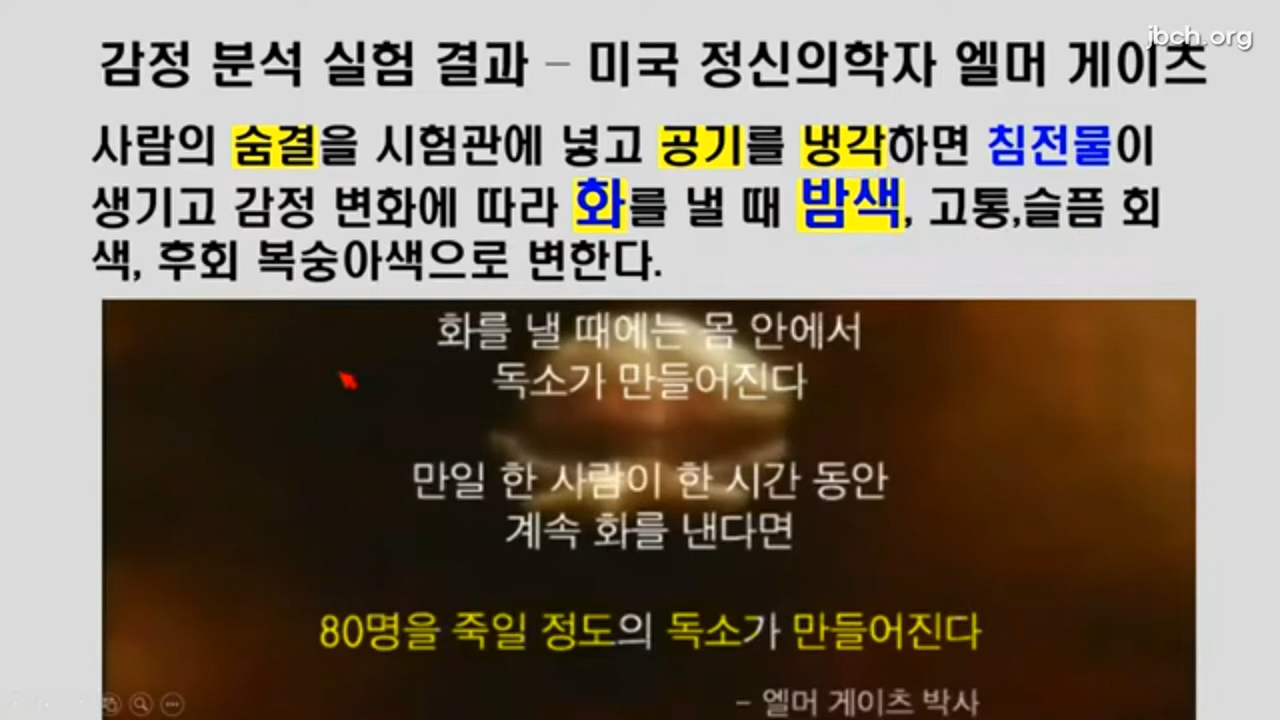 jbch.org
감정 분석 실험 결과 – 미국 정신의학자 엘머 게이츠
사람의 숨결을 시험관에 넣고 공기를 냉각하면 침전물이
생기고 감정 변화에 따라 화를 낼 때 밤색, 고통,슬픔 회
색, 후회 복숭아색으로 변한다.
화를 낼 때에는 몸 안에서
독소가 만들어진다
만일 한 사람이 한 시간 동안
계속 화를 낸다면
80명을 죽일 정도의 독소가 만들어진다
– 엘머 게이츠 박사